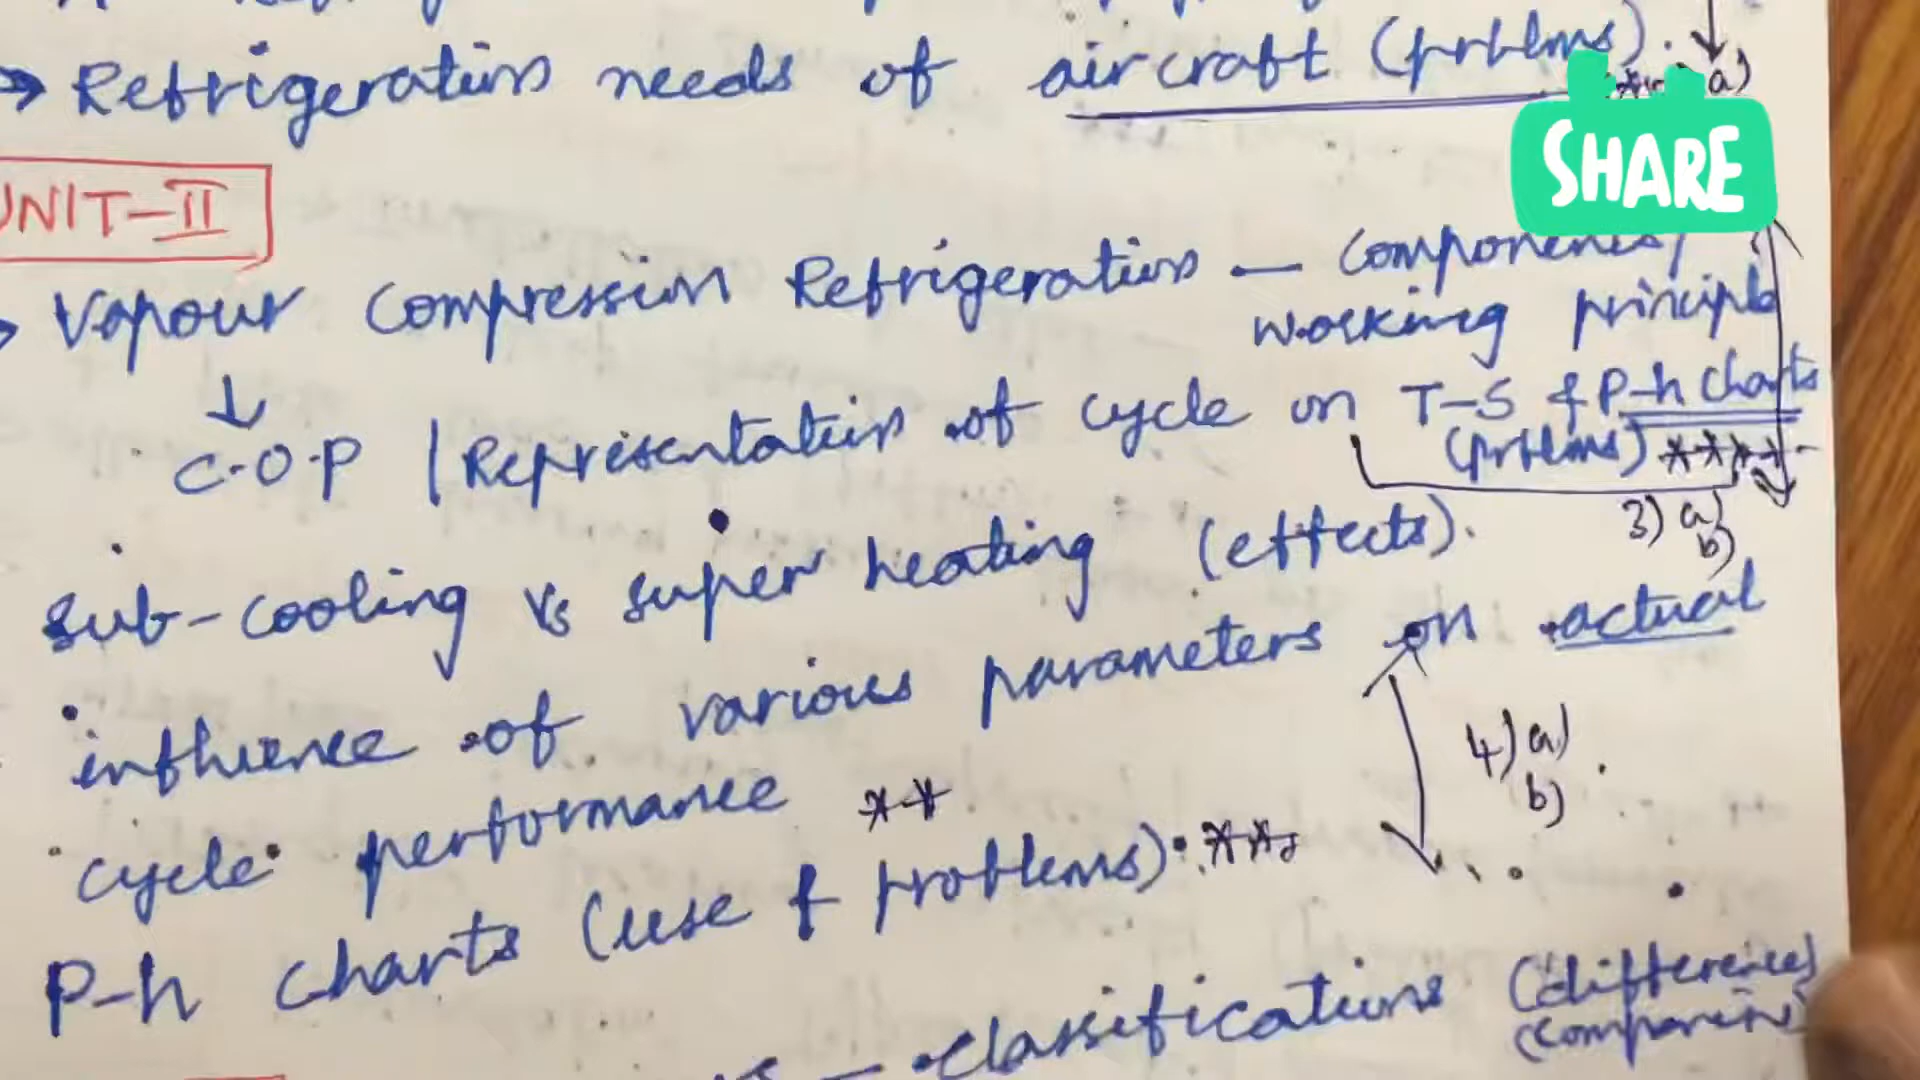 → Refrigeration needs of aircraft (problems).
a)
SHARE
UNIT-II
→ Vapour Compression Refrigeration — components/
working principle
↓
C.O.P | Representation of cycle on T-S & P-h charts
(problems) ****
3) a)
b)
sub-cooling vs super heating (effects).
influence of various parameters on actual
cycle performance **
4) a)
b)
P-h charts (use & problems). ***
— classifications (differences)
(comparision)